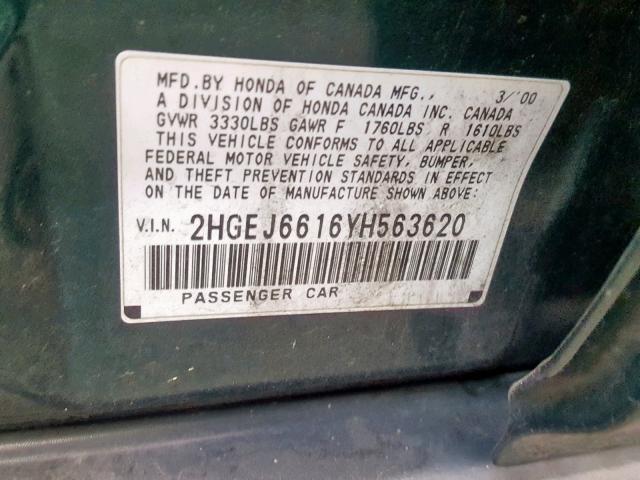 MFD.BY HONDA OF CANADA MFG., 3/'00
A DIVISION OF HONDA CANADA INC. CANADA
GVWR 3330LBS GAWR F 1760LBS R 1610LBS
THIS VEHICLE CONFORMS TO ALL APPLICABLE
FEDERAL MOTOR VEHICLE SAFETY, BUMPER,
AND THEFT PREVENTION STANDARDS IN EFFECT
ON THE DATE OF MANUFACTURE SHOWN ABOVE:
V.I.N. 2HGEJ6616YH563620
PASSENGER CAR